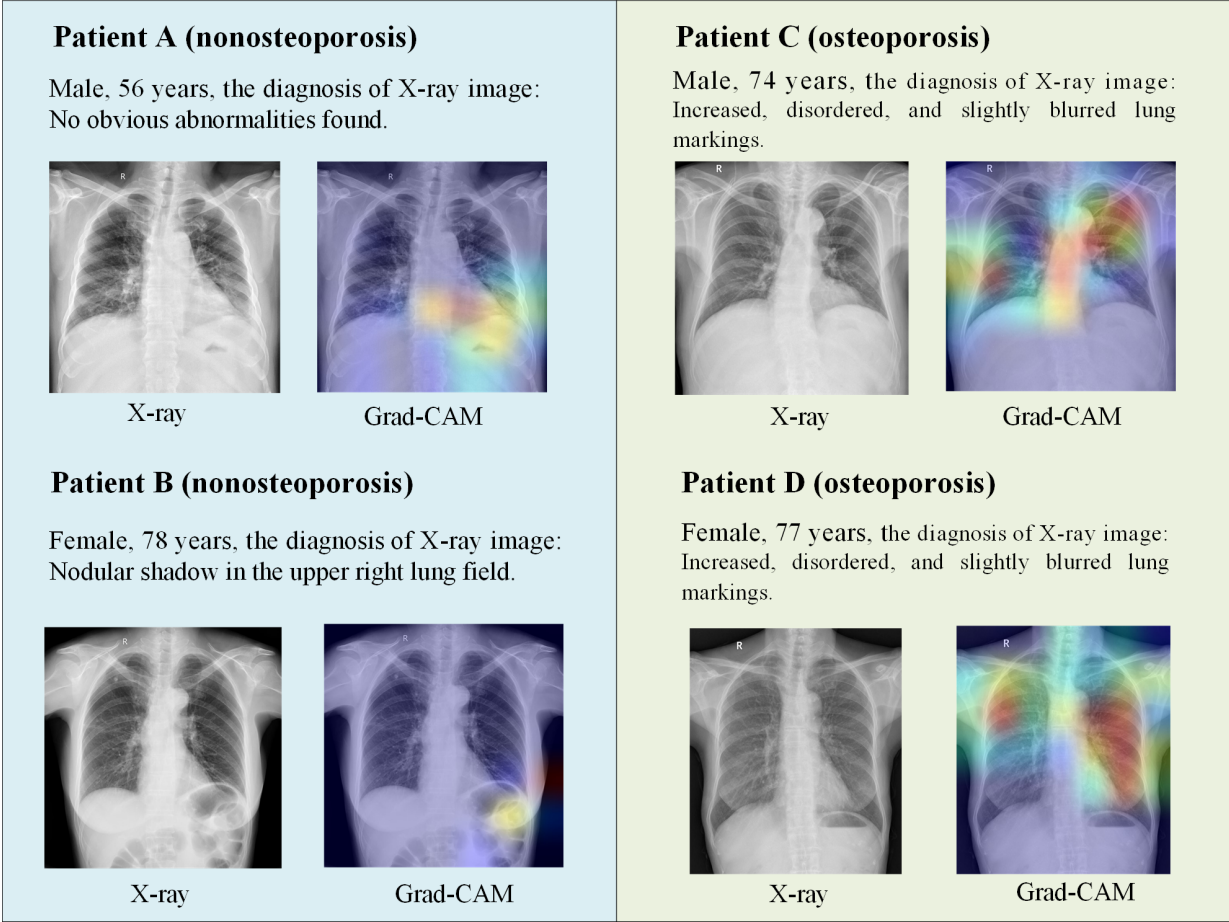 Patient A (nonosteoporosis)
Male, 56 years, the diagnosis of X-ray image:
No obvious abnormalities found.
R
R
X-ray
Grad-CAM
Patient B (nonosteoporosis)
Female, 78 years, the diagnosis of X-ray image:
Nodular shadow in the upper right lung field.
R
R
X-ray
Grad-CAM
Patient C (osteoporosis)
Male, 74 years, the diagnosis of X-ray image:
Increased, disordered, and slightly blurred lung
markings.
R
R
X-ray
Grad-CAM
Patient D (osteoporosis)
Female, 77 years, the diagnosis of X-ray image:
Increased, disordered, and slightly blurred lung
markings.
R
R
X-ray
Grad-CAM